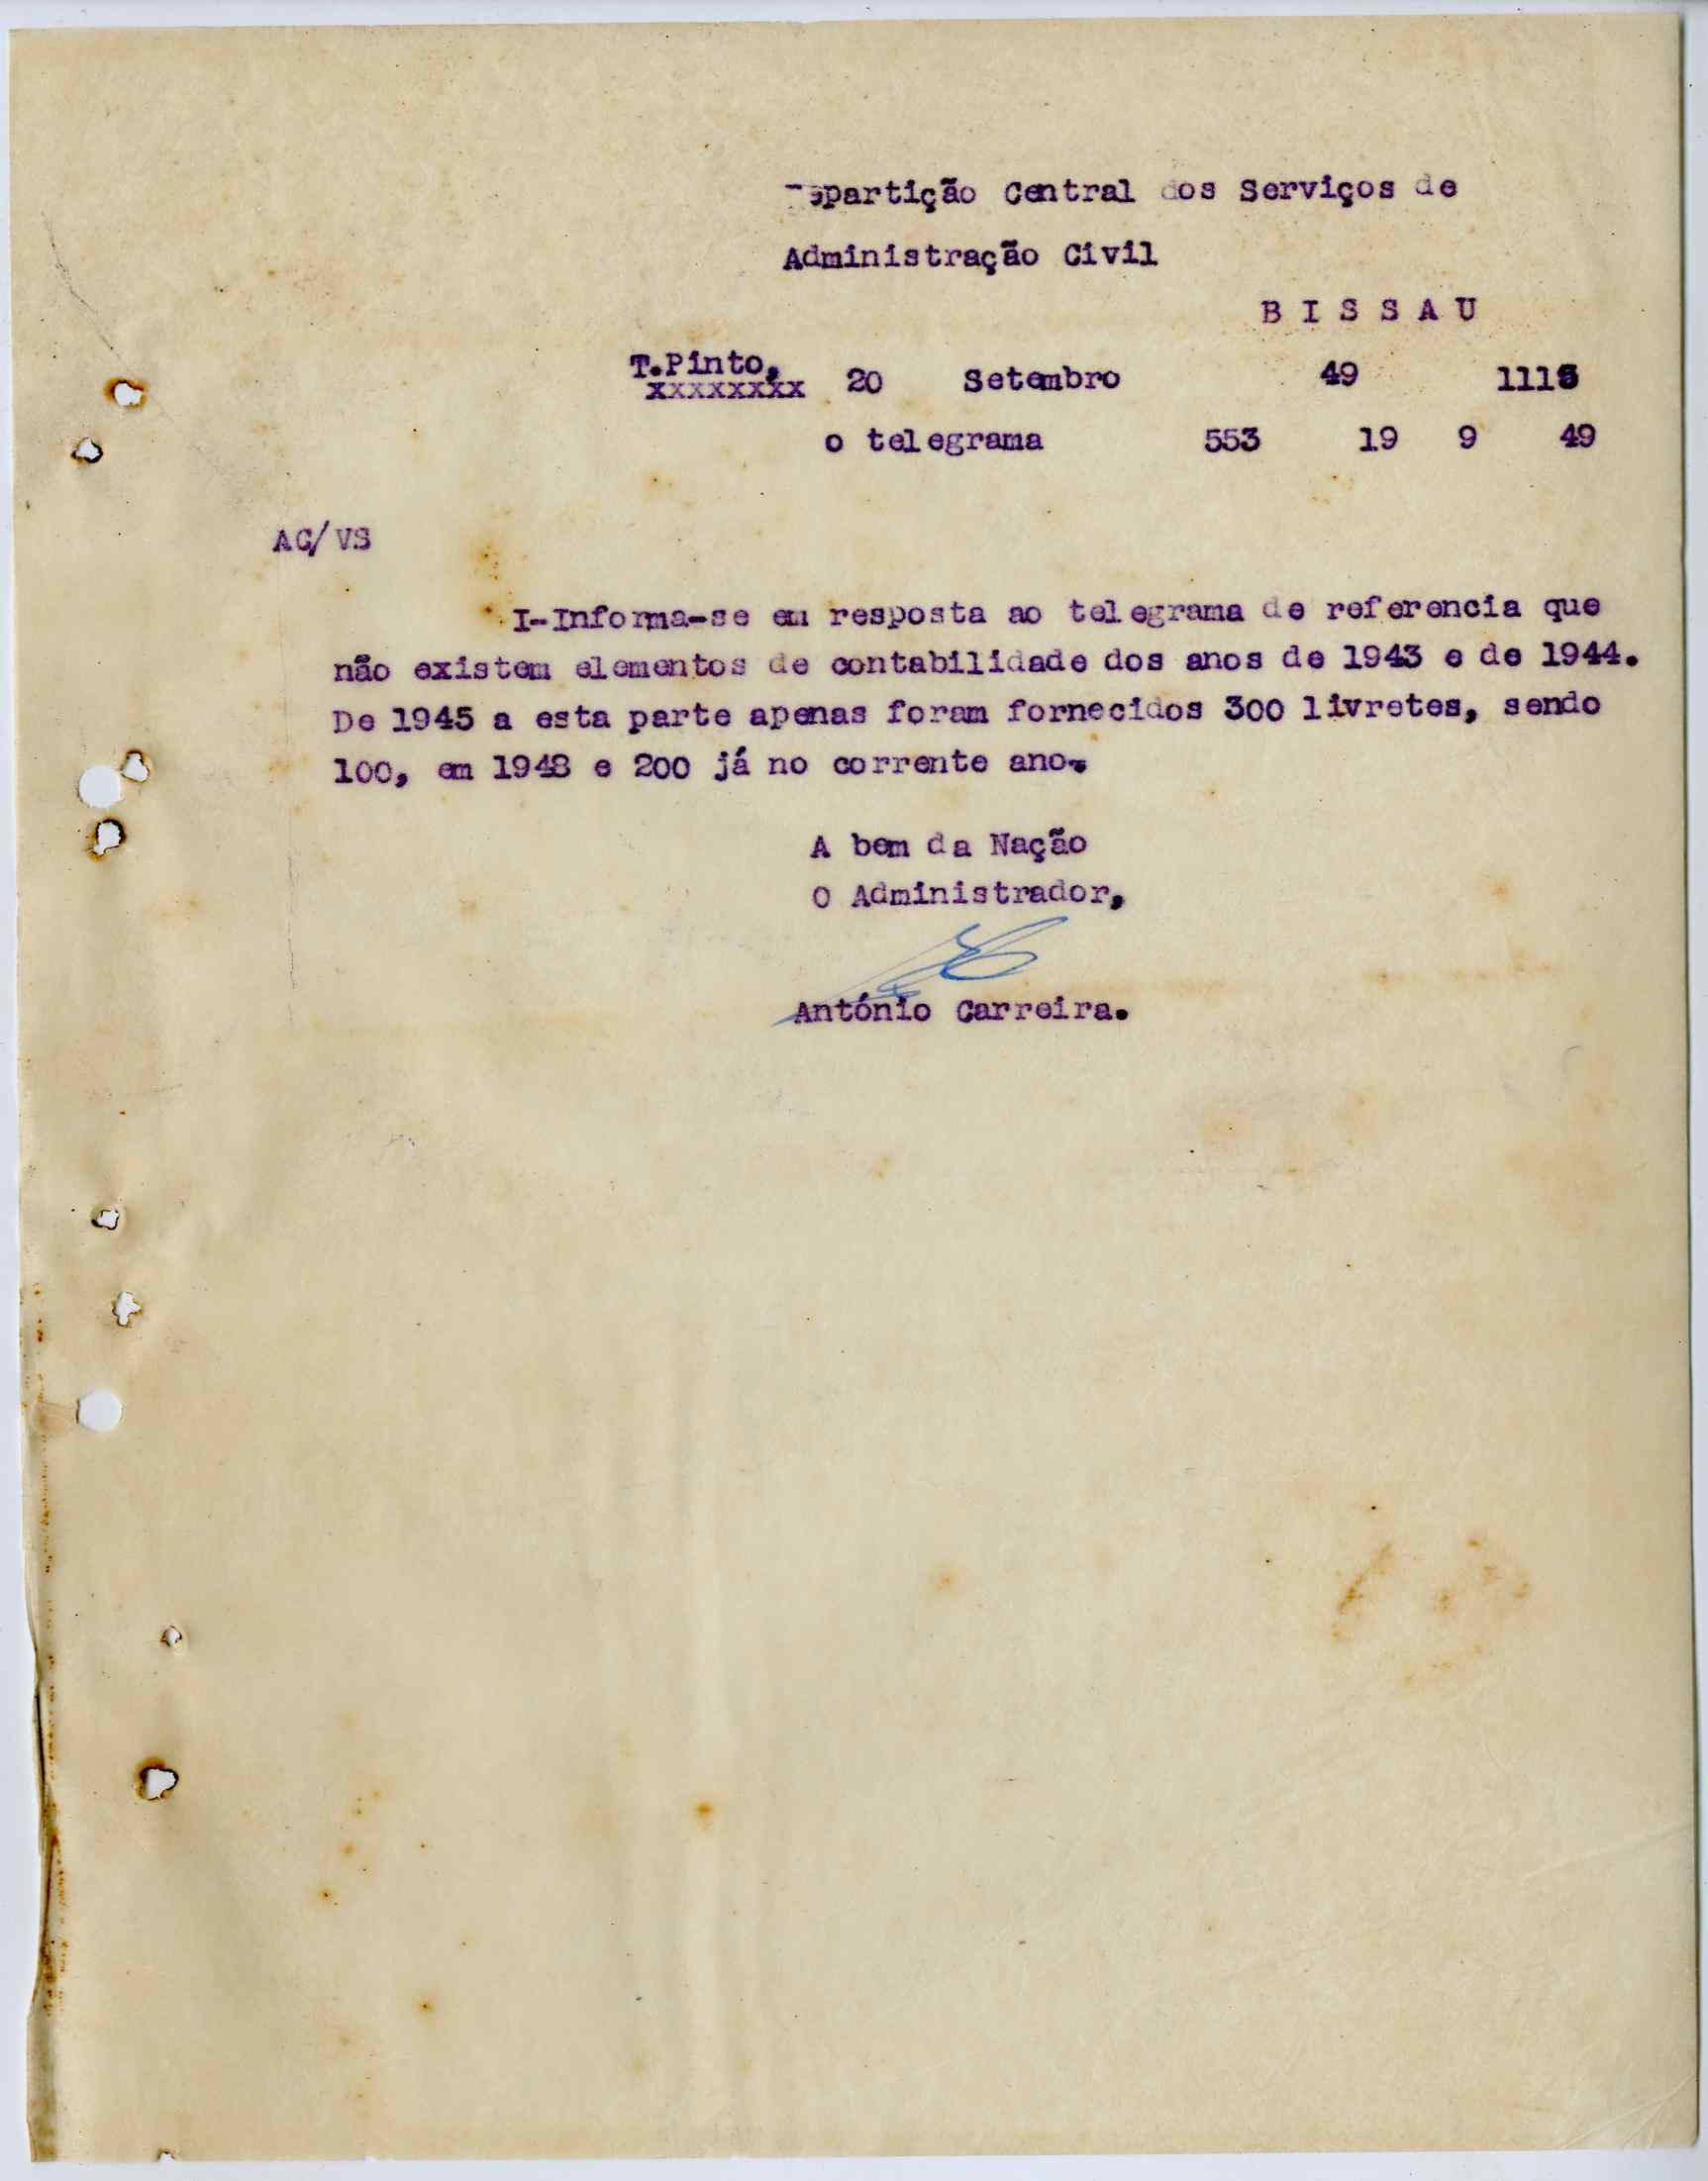 Repartição Central dos Serviços de
Administração Civil
B I S S A U
T.Pinto,
xxxxxxxx 20 Setembro 49
o telegrama 553 19 9 49
AC/VS
I-Informa-se em resposta ao telegrama de referencia que
não existem elementos de contabilidade dos anos de 1943 e de 1944.
De 1945 a esta parte apenas foram fornecidos 300 livretes, sendo
100, em 1948 e 200 já no corrente ano.
A bem da Nação
O Administrador,
António Carreira.